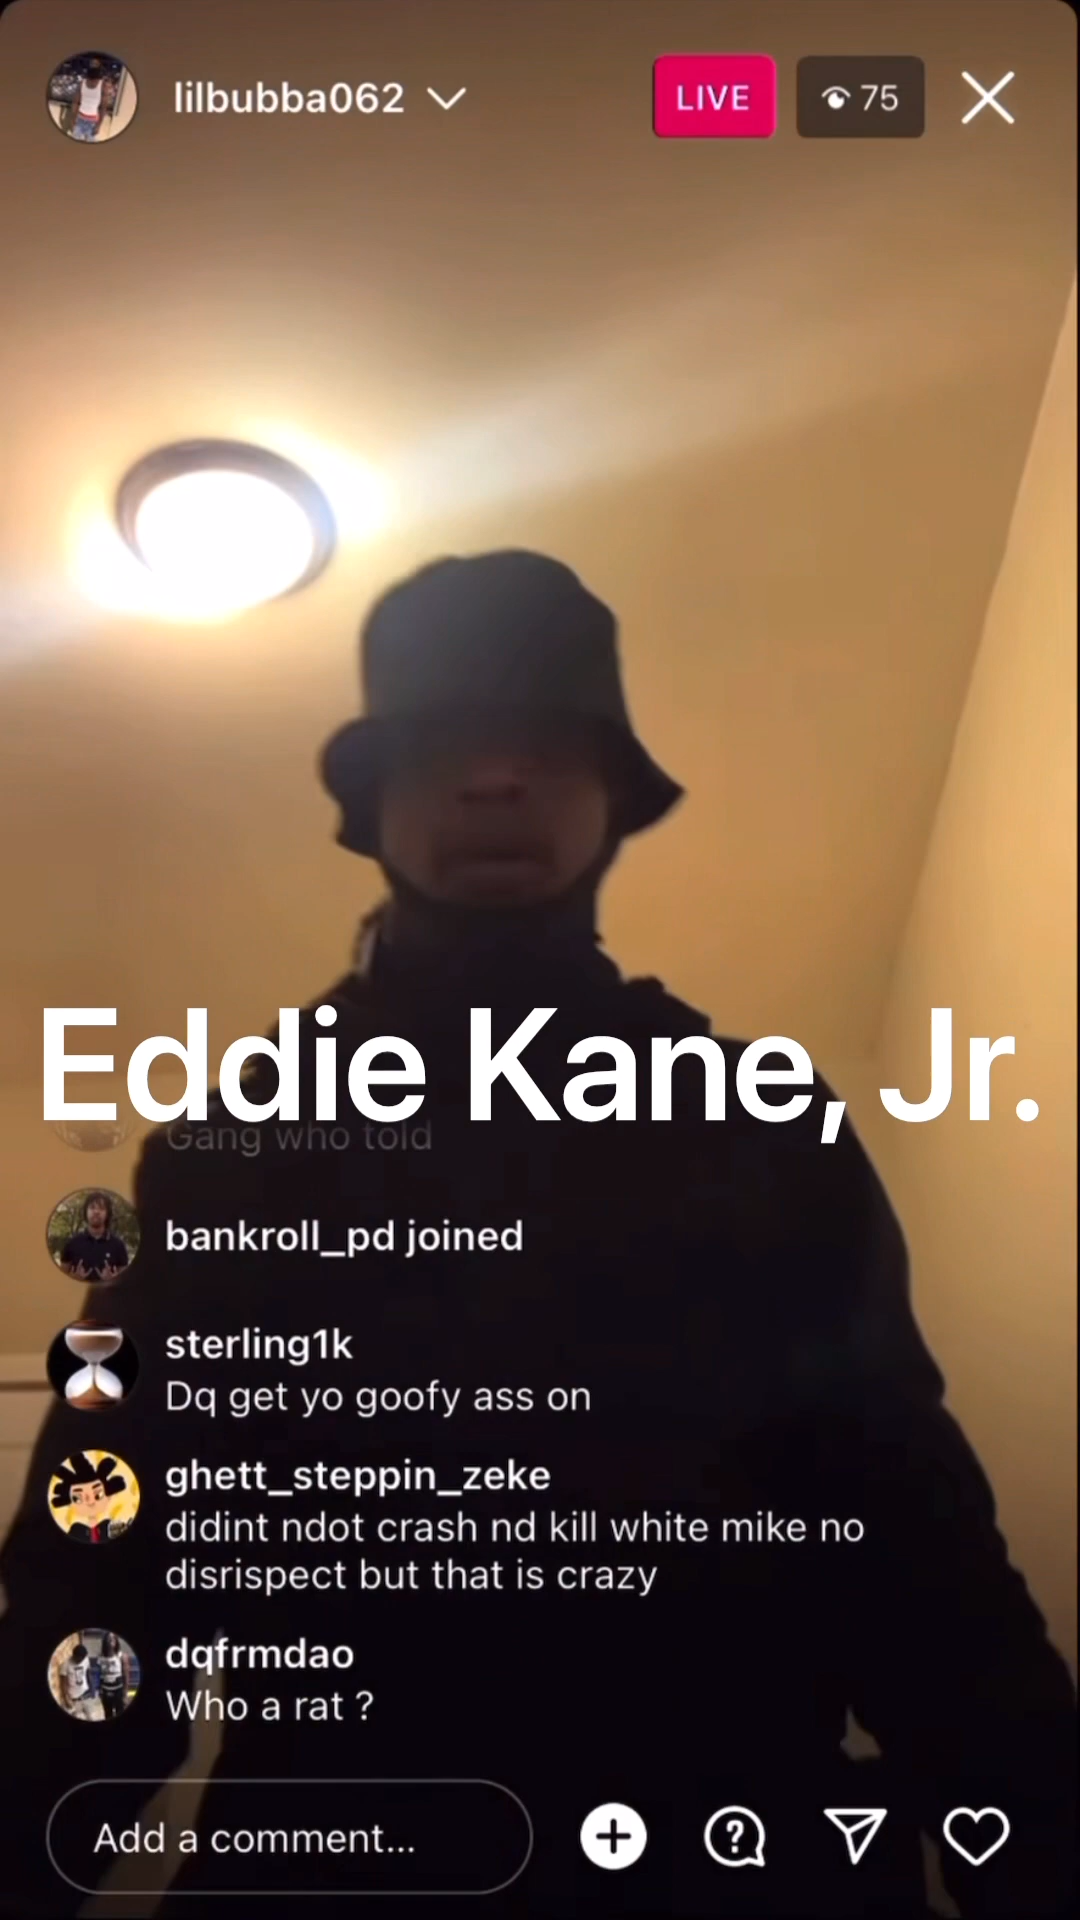 lilbubba062
LIVE
75
Eddie Kane, Jr.
Gang who told
bankroll_pd joined
sterling1k
Dq get yo goofy ass on
ghett_steppin_zeke
didint ndot crash nd kill white mike no
disrispect but that is crazy
dqfrmdao
Who a rat ?
Add a comment...